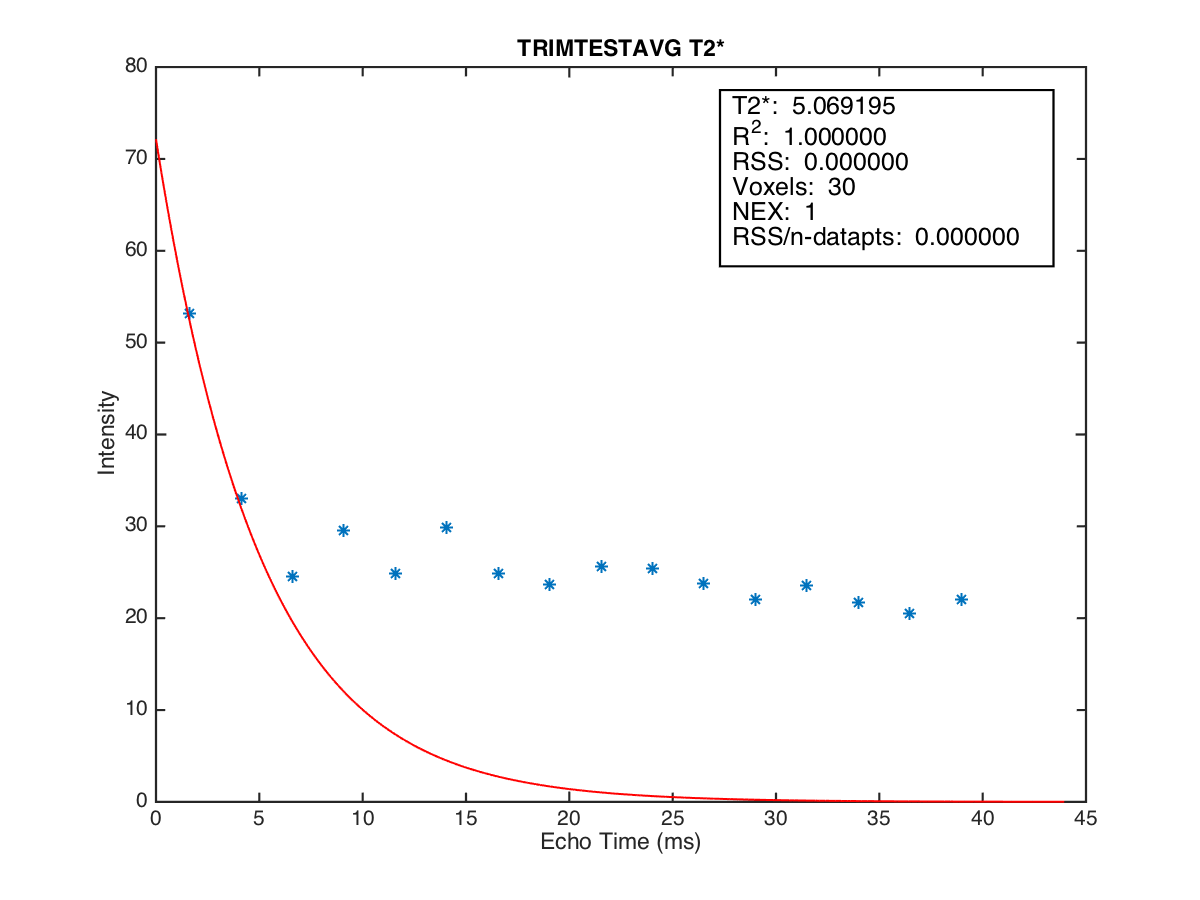 TRIMTESTAVG T2*
T2*: 5.069195
R2: 1.000000
RSS: 0.000000
Voxels: 30
NEX: 1
RSS/n-datapts: 0.000000
80
70
60
50
40
30
20
10
0
Intensity
0 5 10 15 20 25 30 35 40 45
Echo Time (ms)